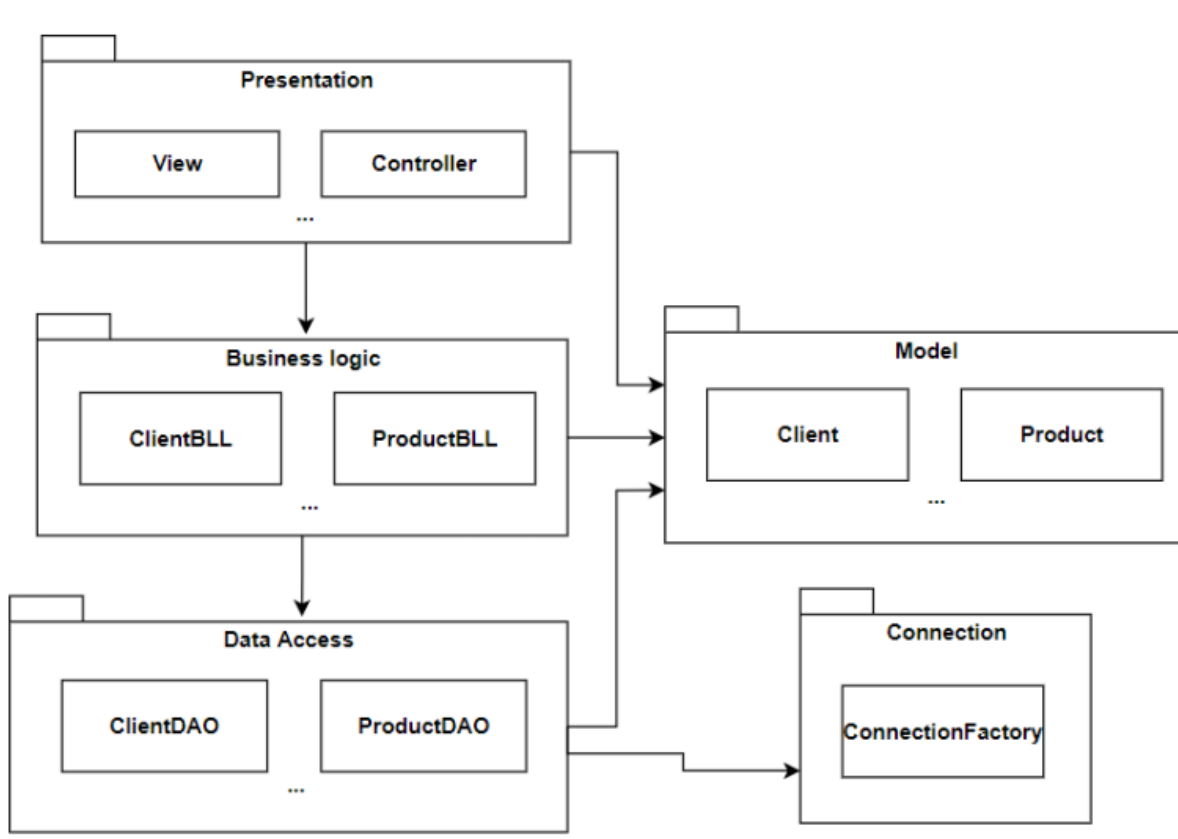 Presentation
View
Controller
...
Business logic
ClientBLL
ProductBLL
...
Model
Client
Product
...
Data Access
ClientDAO
ProductDAO
...
Connection
ConnectionFactory